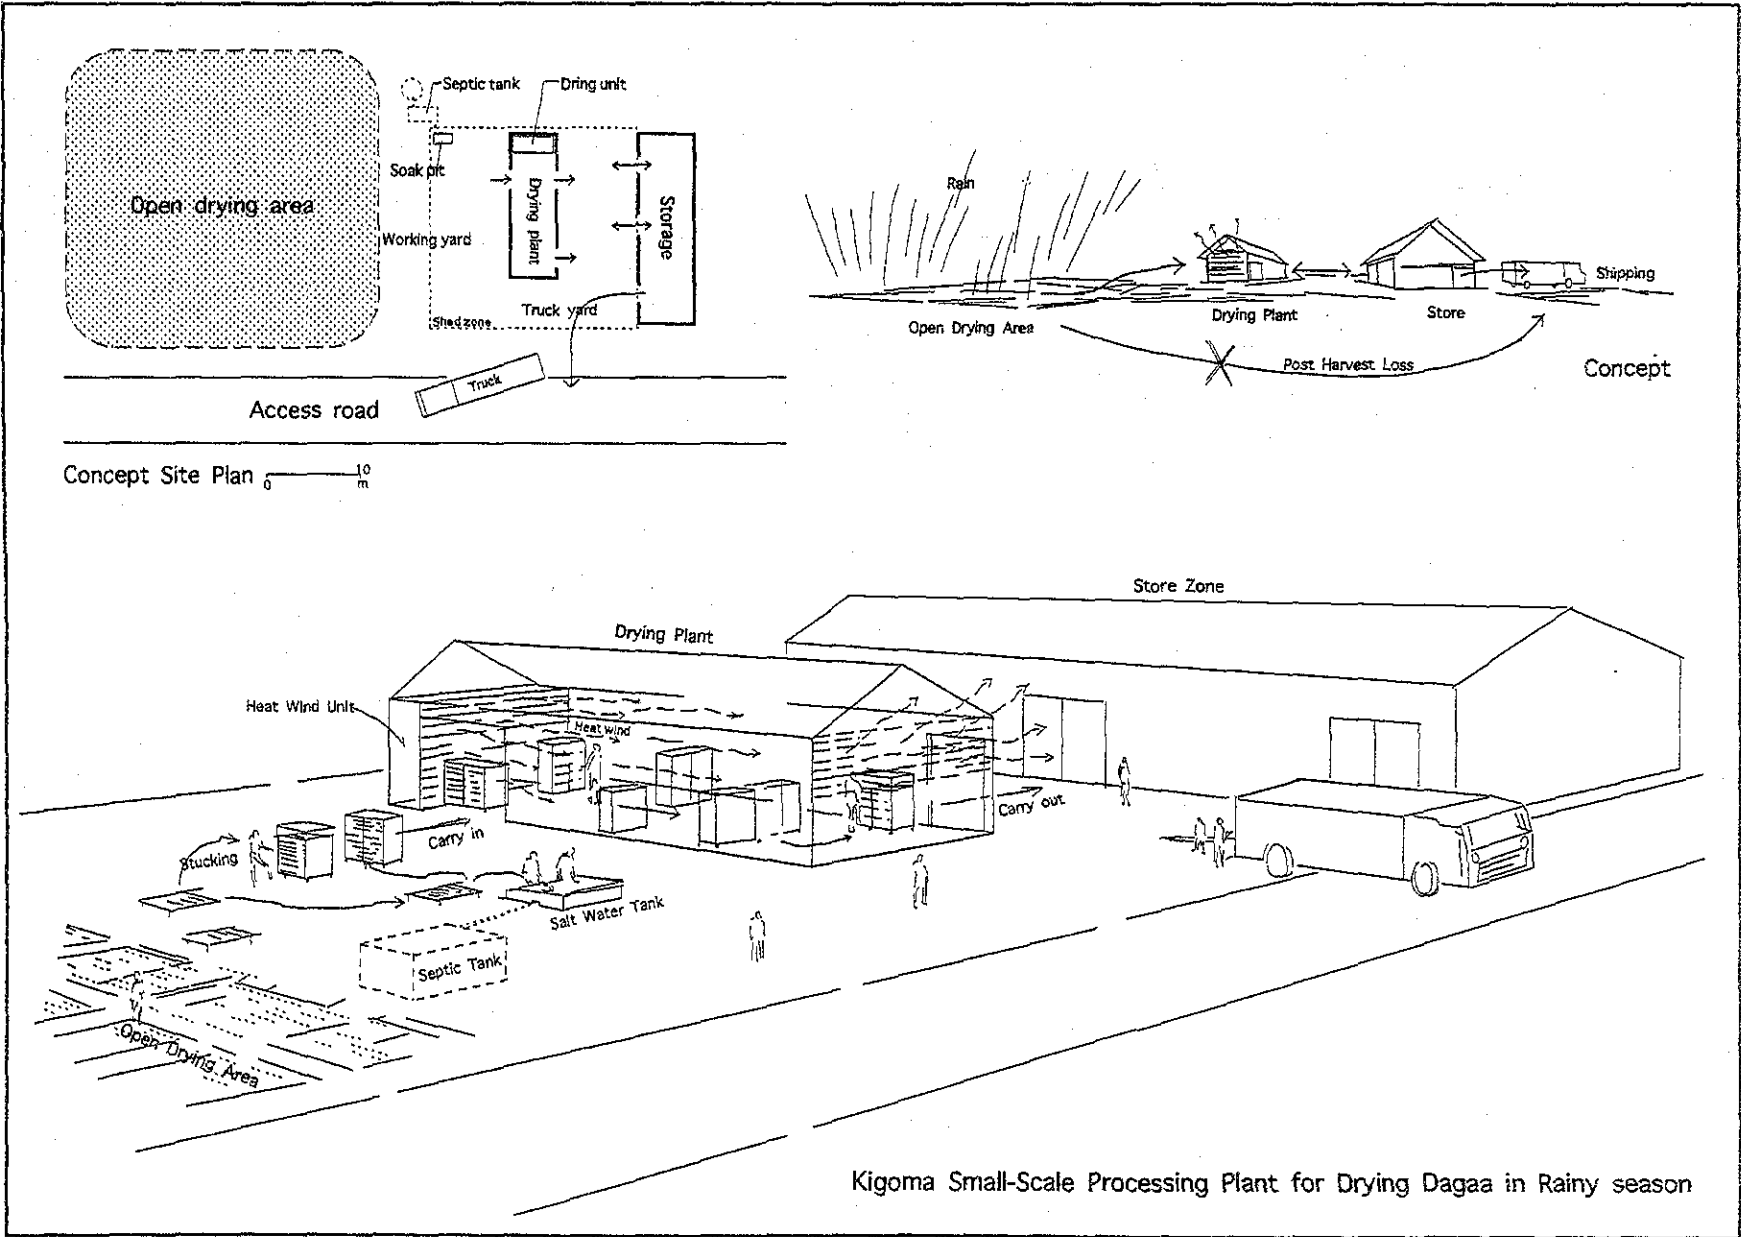 Septic tank
Dring unit
Soak pit
Open drying area
Working yard
Drying plant
Storage
Truck yard
Shed zone
Truck
Access road
Concept Site Plan 0 10 m
Rain
Open Drying Area
Drying Plant
Store
Shipping
Post Harvest Loss
Concept
Store Zone
Drying Plant
Heat Wind Unit
Heat wind
Carry out
Carry in
Stucking
Salt Water Tank
Septic Tank
Open Drying Area
Kigoma Small-Scale Processing Plant for Drying Dagaa in Rainy season